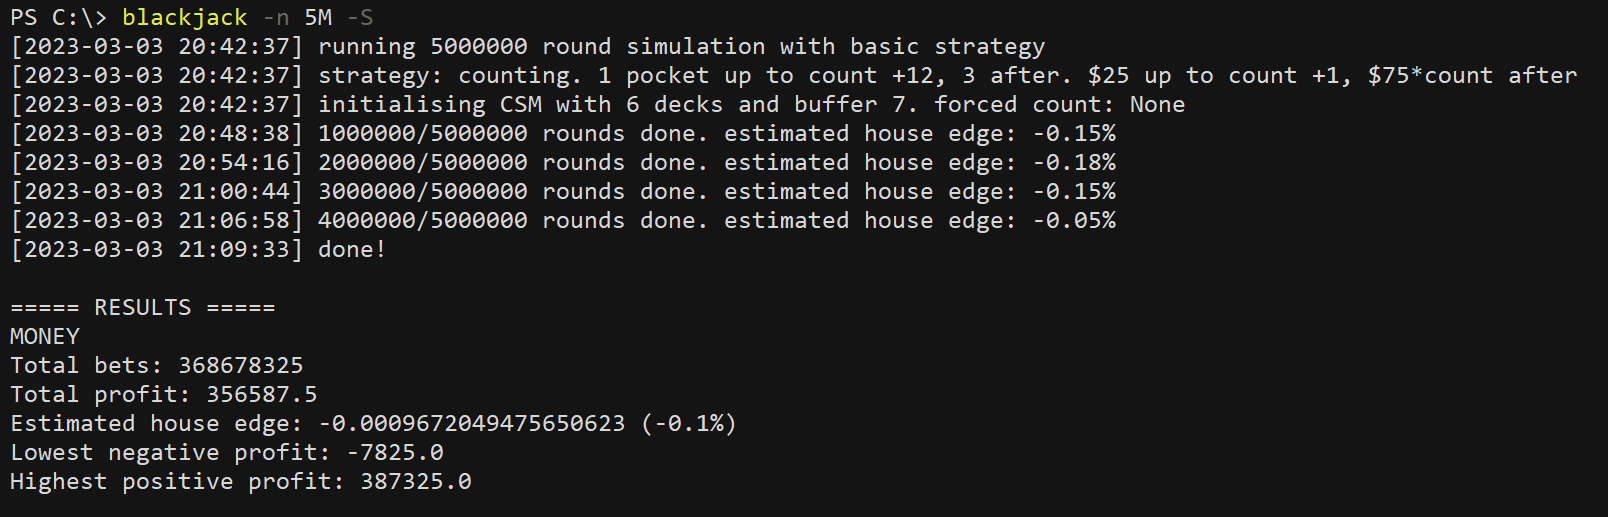 PS C:\> blackjack -n 5M -S
[2023-03-03 20:42:37] running 5000000 round simulation with basic strategy
[2023-03-03 20:42:37] strategy: counting. 1 pocket up to count +12, 3 after. $25 up to count +1, $75*count after
[2023-03-03 20:42:37] initialising CSM with 6 decks and buffer 7. forced count: None
[2023-03-03 20:48:38] 1000000/5000000 rounds done. estimated house edge: -0.15%
[2023-03-03 20:54:16] 2000000/5000000 rounds done. estimated house edge: -0.18%
[2023-03-03 21:00:44] 3000000/5000000 rounds done. estimated house edge: -0.15%
[2023-03-03 21:06:58] 4000000/5000000 rounds done. estimated house edge: -0.05%
[2023-03-03 21:09:33] done!

===== RESULTS =====
MONEY
Total bets: 368678325
Total profit: 356587.5
Estimated house edge: -0.0009672049475650623 (-0.1%)
Lowest negative profit: -7825.0
Highest positive profit: 387325.0